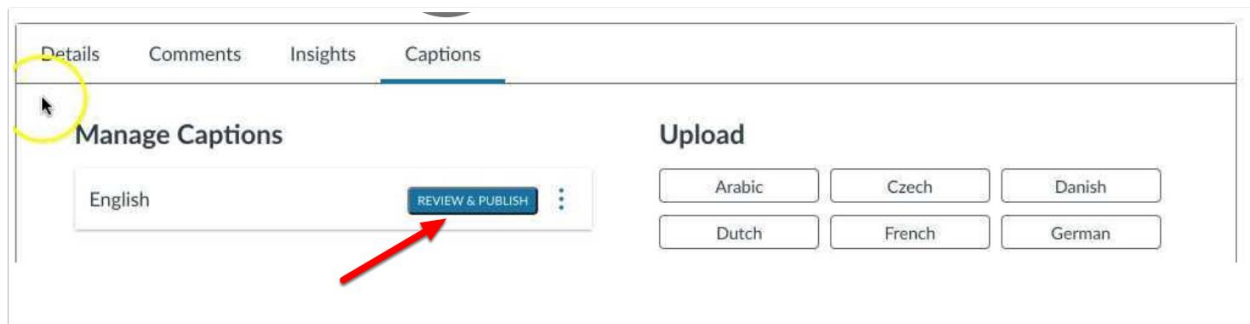 Details Comments Insights Captions
Manage Captions
English REVIEW & PUBLISH
Upload
Arabic Czech Danish
Dutch French German